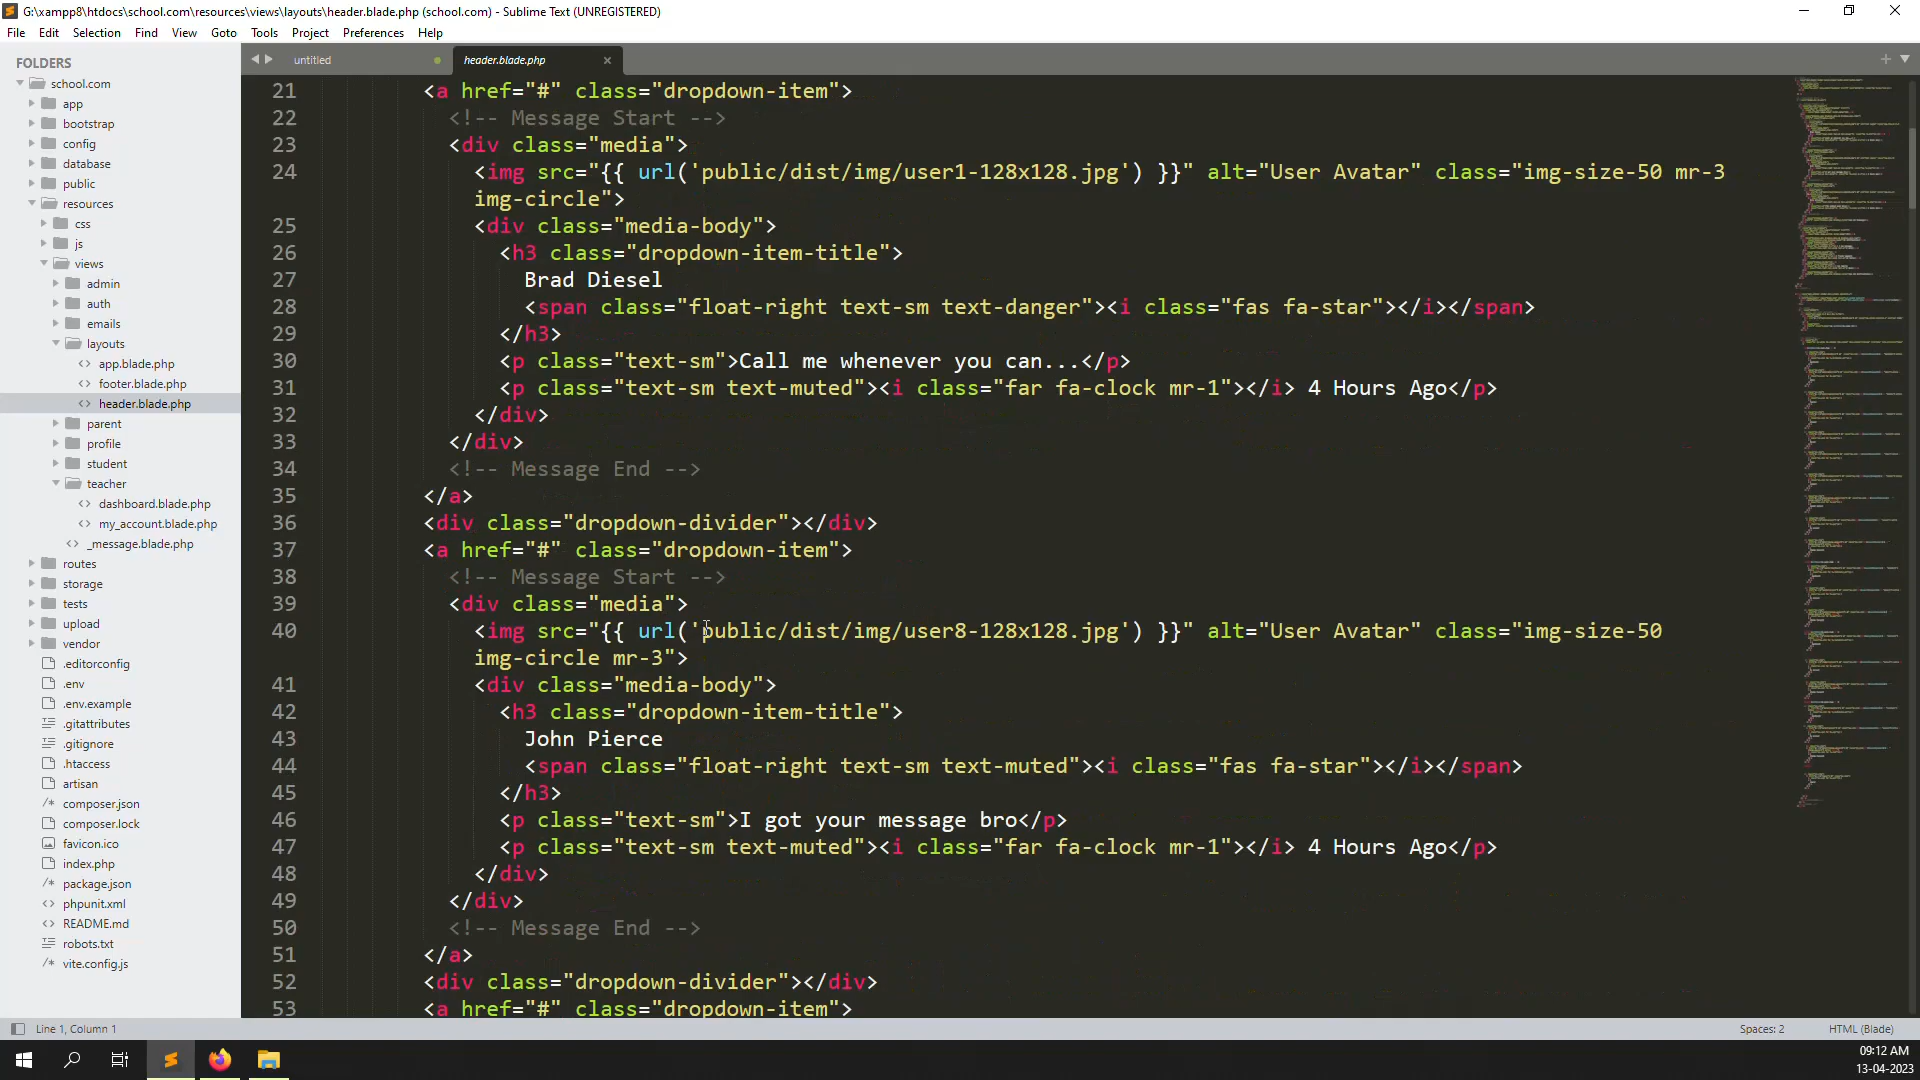 G:\xampp8\htdocs\school.com\resources\views\layouts\header.blade.php (school.com) - Sublime Text (UNREGISTERED)
File Edit Selection Find View Goto Tools Project Preferences Help
FOLDERS
school.com
app
bootstrap
config
database
public
resources
css
js
views
admin
auth
emails
layouts
app.blade.php
footer.blade.php
header.blade.php
parent
profile
student
teacher
dashboard.blade.php
my_account.blade.php
_message.blade.php
routes
storage
tests
upload
vendor
.editorconfig
.env
.env.example
.gitattributes
.gitignore
.htaccess
artisan
composer.json
composer.lock
favicon.ico
index.php
package.json
phpunit.xml
README.md
robots.txt
vite.config.js
untitled header.blade.php
21 <a href="#" class="dropdown-item">
22 <!-- Message Start -->
23 <div class="media">
24 <img src="{{ url('public/dist/img/user1-128x128.jpg') }}" alt="User Avatar" class="img-size-50 mr-3
img-circle">
25 <div class="media-body">
26 <h3 class="dropdown-item-title">
27 Brad Diesel
28 <span class="float-right text-sm text-danger"><i class="fas fa-star"></i></span>
29 </h3>
30 <p class="text-sm">Call me whenever you can...</p>
31 <p class="text-sm text-muted"><i class="far fa-clock mr-1"></i> 4 Hours Ago</p>
32 </div>
33 </div>
34 <!-- Message End -->
35 </a>
36 <div class="dropdown-divider"></div>
37 <a href="#" class="dropdown-item">
38 <!-- Message Start -->
39 <div class="media">
40 <img src="{{ url('public/dist/img/user8-128x128.jpg') }}" alt="User Avatar" class="img-size-50
img-circle mr-3">
41 <div class="media-body">
42 <h3 class="dropdown-item-title">
43 John Pierce
44 <span class="float-right text-sm text-muted"><i class="fas fa-star"></i></span>
45 </h3>
46 <p class="text-sm">I got your message bro</p>
47 <p class="text-sm text-muted"><i class="far fa-clock mr-1"></i> 4 Hours Ago</p>
48 </div>
49 </div>
50 <!-- Message End -->
51 </a>
52 <div class="dropdown-divider"></div>
53 <a href="#" class="dropdown-item">
Line 1, Column 1
Spaces: 2 HTML (Blade)
09:12 AM
13-04-2023